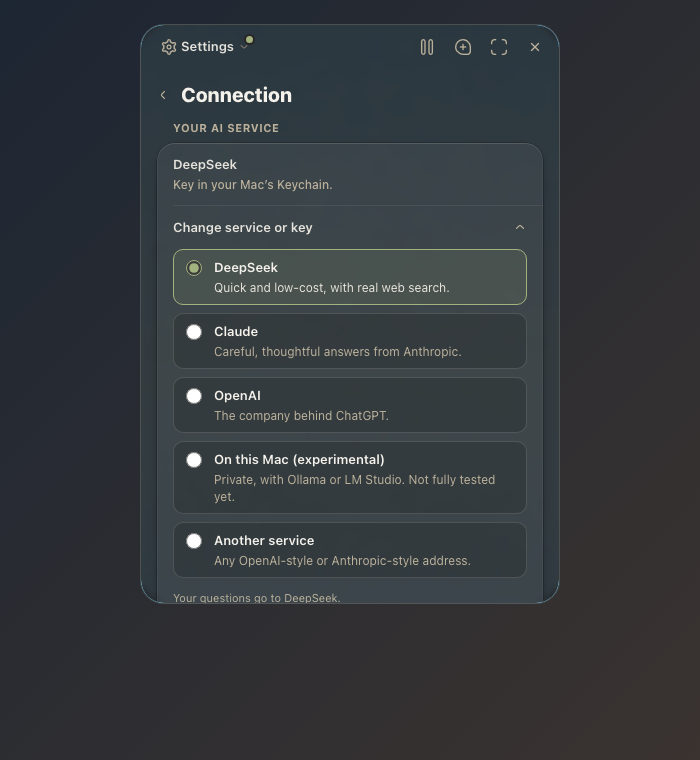 Settings
Connection
YOUR AI SERVICE
DeepSeek
Key in your Mac's Keychain.
Change service or key
DeepSeek
Quick and low-cost, with real web search.
Claude
Careful, thoughtful answers from Anthropic.
OpenAI
The company behind ChatGPT.
On this Mac (experimental)
Private, with Ollama or LM Studio. Not fully tested
yet.
Another service
Any OpenAI-style or Anthropic-style address.
Your questions go to DeepSeek.